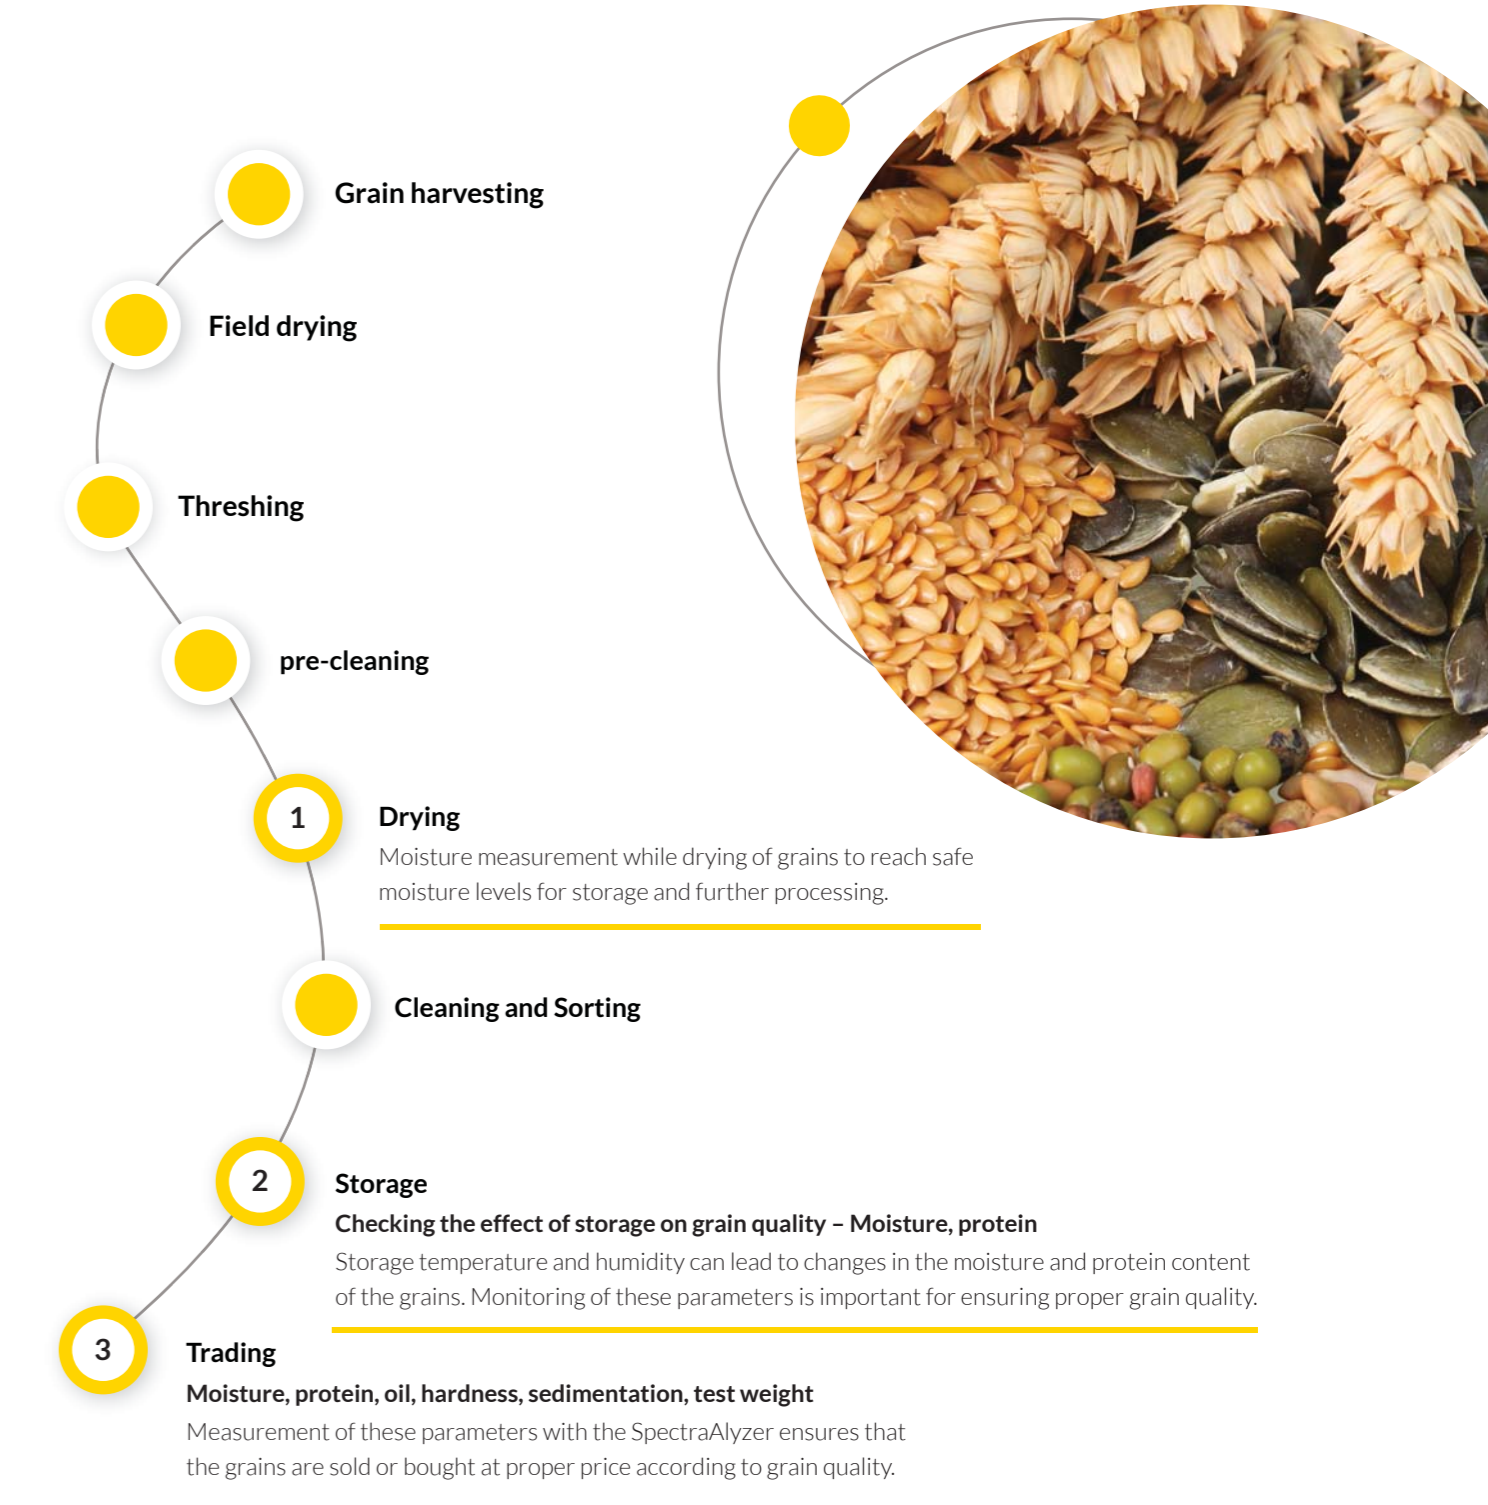 Grain harvesting
Field drying
Threshing
pre-cleaning
1
Drying
Moisture measurement while drying of grains to reach safe
moisture levels for storage and further processing.
Cleaning and Sorting
2
Storage
Checking the effect of storage on grain quality – Moisture, protein
Storage temperature and humidity can lead to changes in the moisture and protein content
of the grains. Monitoring of these parameters is important for ensuring proper grain quality.
3
Trading
Moisture, protein, oil, hardness, sedimentation, test weight
Measurement of these parameters with the SpectraAlyzer ensures that
the grains are sold or bought at proper price according to grain quality.